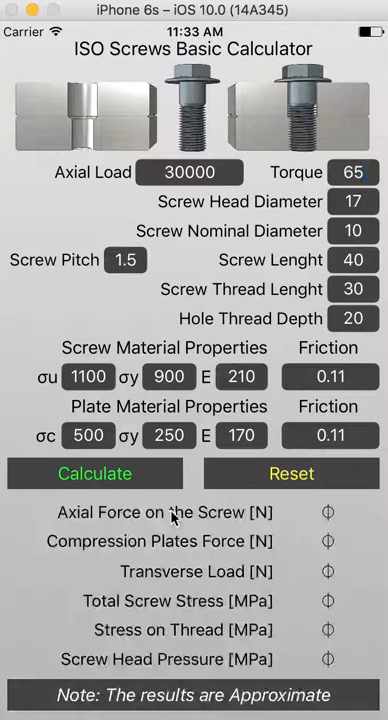 iPhone 6s – iOS 10.0 (14A345)
Carrier 11:33 AM
ISO Screws Basic Calculator
Axial Load 30000 Torque 65
Screw Head Diameter 17
Screw Nominal Diameter 10
Screw Pitch 1.5 Screw Lenght 40
Screw Thread Lenght 30
Hole Thread Depth 20
Screw Material Properties Friction
σu 1100 σy 900 E 210 0.11
Plate Material Properties Friction
σc 500 σy 250 E 170 0.11
Calculate Reset
Axial Force on the Screw [N] ⌽
Compression Plates Force [N] ⌽
Transverse Load [N] ⌽
Total Screw Stress [MPa] ⌽
Stress on Thread [MPa] ⌽
Screw Head Pressure [MPa] ⌽
Note: The results are Approximate